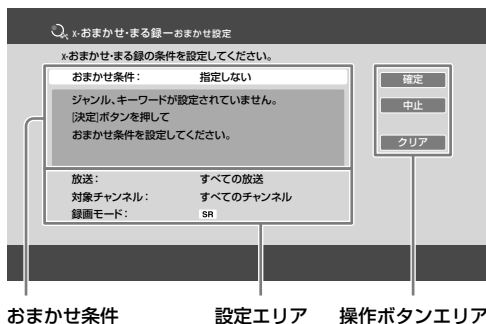 x-おまかせ・まる録ーおまかせ設定
x-おまかせ・まる録の条件を設定してください。
おまかせ条件： 指定しない
ジャンル、キーワードが設定されていません。
[決定]ボタンを押して
おまかせ条件を設定してください。
放送： すべての放送
対象チャンネル： すべてのチャンネル
録画モード： SR
確定
中止
クリア
おまかせ条件 設定エリア 操作ボタンエリア